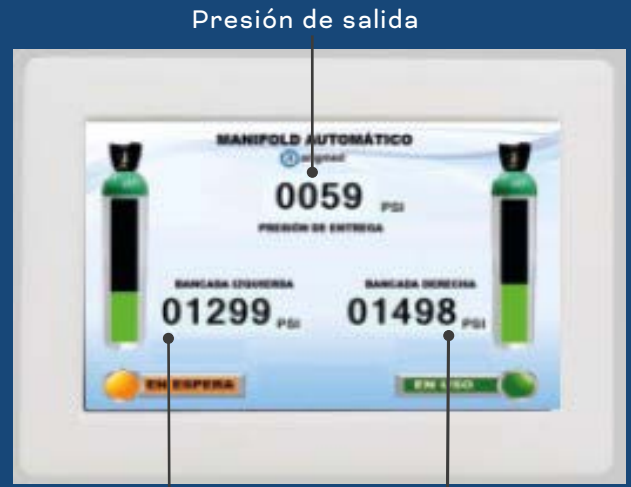 Presión de salida
MANIFOLD AUTOMÁTICO
0059 PSI
PRESIÓN DE ENTREGA
BANCADA IZQUIERDA BANCADA DERECHA
01299 PSI 01498 PSI
EN ESPERA EN USO